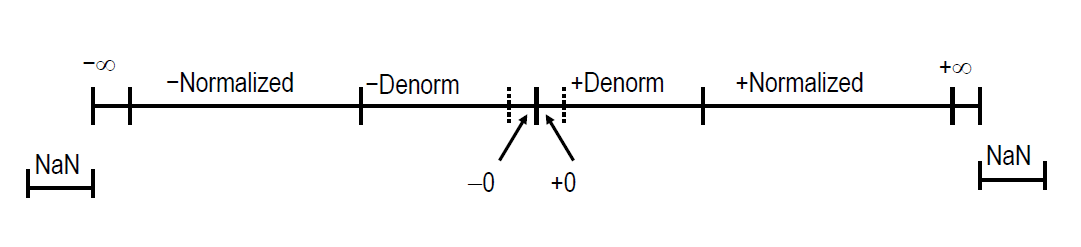 −∞ −Normalized −Denorm +Denorm +Normalized +∞
NaN NaN
−0 +0